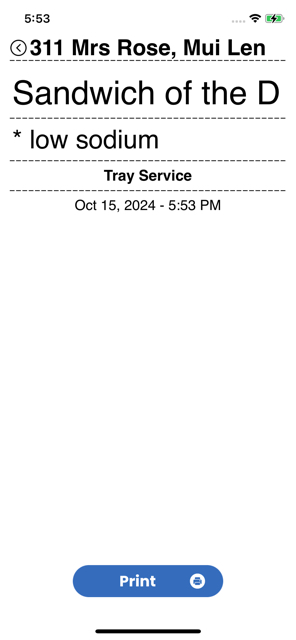 5:53
311 Mrs Rose, Mui Len
Sandwich of the D
* low sodium
Tray Service
Oct 15, 2024 - 5:53 PM
Print